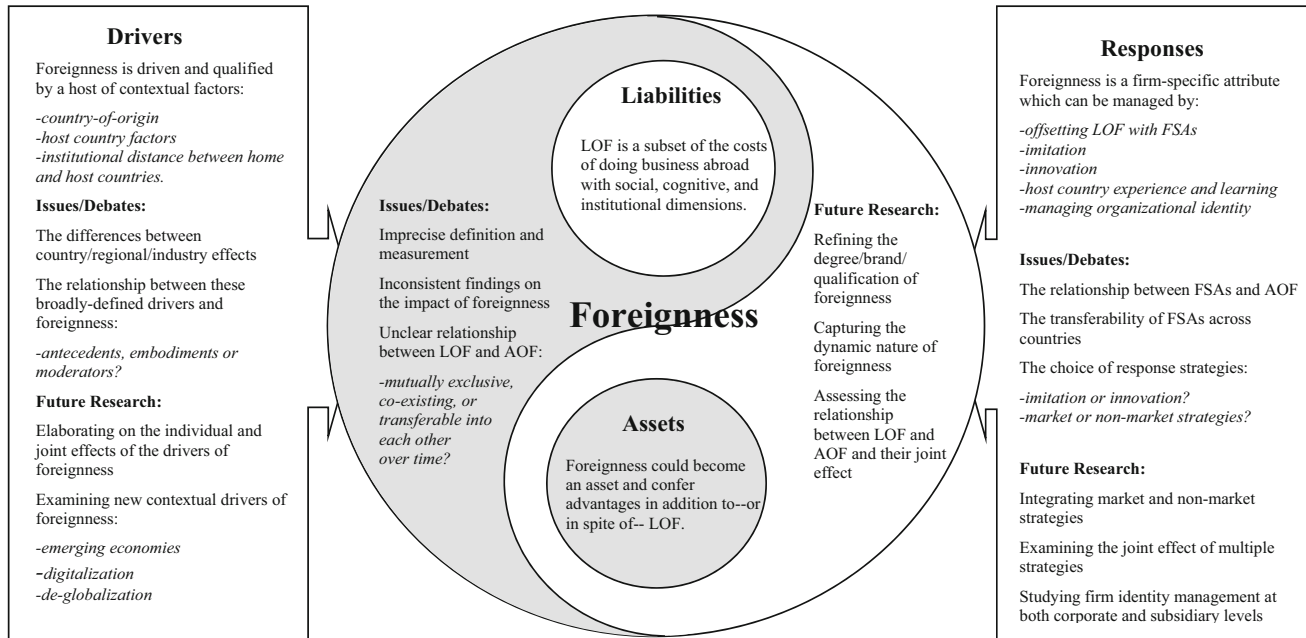 Drivers
Foreignness is driven and qualified
by a host of contextual factors:
-country-of-origin
-host country factors
-institutional distance between home
and host countries.
Issues/Debates:
The differences between
country/regional/industry effects
The relationship between these
broadly-defined drivers and
foreignness:
-antecedents, embodiments or
moderators?
Future Research:
Elaborating on the individual and
joint effects of the drivers of
foreignness
Examining new contextual drivers of
foreignness:
-emerging economies
-digitalization
-de-globalization
Issues/Debates:
Imprecise definition and
measurement
Inconsistent findings on
the impact of foreignness
Unclear relationship
between LOF and AOF:
-mutually exclusive,
co-existing, or
transferable into
each other
over time?
Liabilities
LOF is a subset of the costs
of doing business abroad
with social, cognitive, and
institutional dimensions.
Foreignness
Assets
Foreignness could become
an asset and confer
advantages in addition to--or
in spite of-- LOF.
Future Research:
Refining the
degree/brand/
qualification of
foreignness
Capturing the
dynamic nature of
foreignness
Assessing the
relationship
between LOF and
AOF and their joint
effect
Responses
Foreignness is a firm-specific attribute
which can be managed by:
-offsetting LOF with FSAs
-imitation
-innovation
-host country experience and learning
-managing organizational identity
Issues/Debates:
The relationship between FSAs and AOF
The transferability of FSAs across
countries
The choice of response strategies:
-imitation or innovation?
-market or non-market strategies?
Future Research:
Integrating market and non-market
strategies
Examining the joint effect of multiple
strategies
Studying firm identity management at
both corporate and subsidiary levels